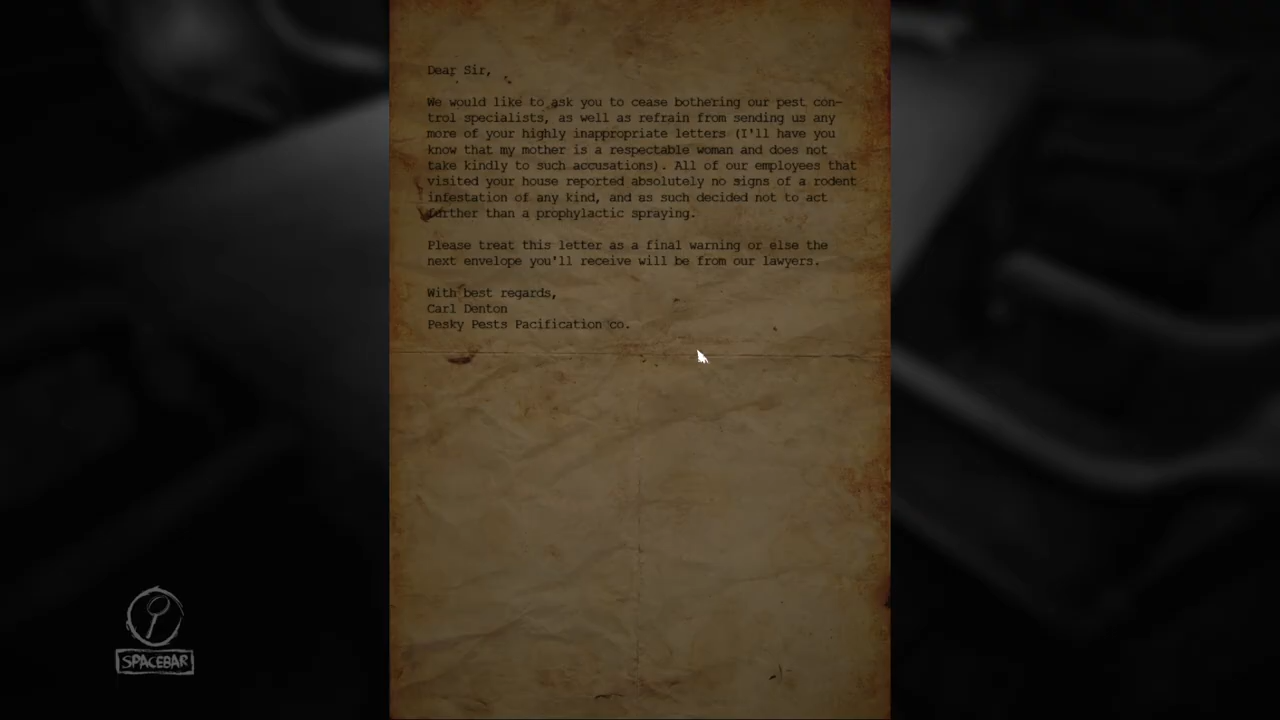 Dear Sir,
We would like to ask you to cease bothering our pest con-
trol specialists, as well as refrain from sending us any
more of your highly inappropriate letters (I'll have you
know that my mother is a respectable woman and does not
take kindly to such accusations). All of our employees that
visited your house reported absolutely no signs of a rodent
infestation of any kind, and as such decided not to act
further than a prophylactic spraying.
Please treat this letter as a final warning or else the
next envelope you'll receive will be from our lawyers.
With best regards,
Carl Denton
Pesky Pests Pacification co.
SPACEBAR